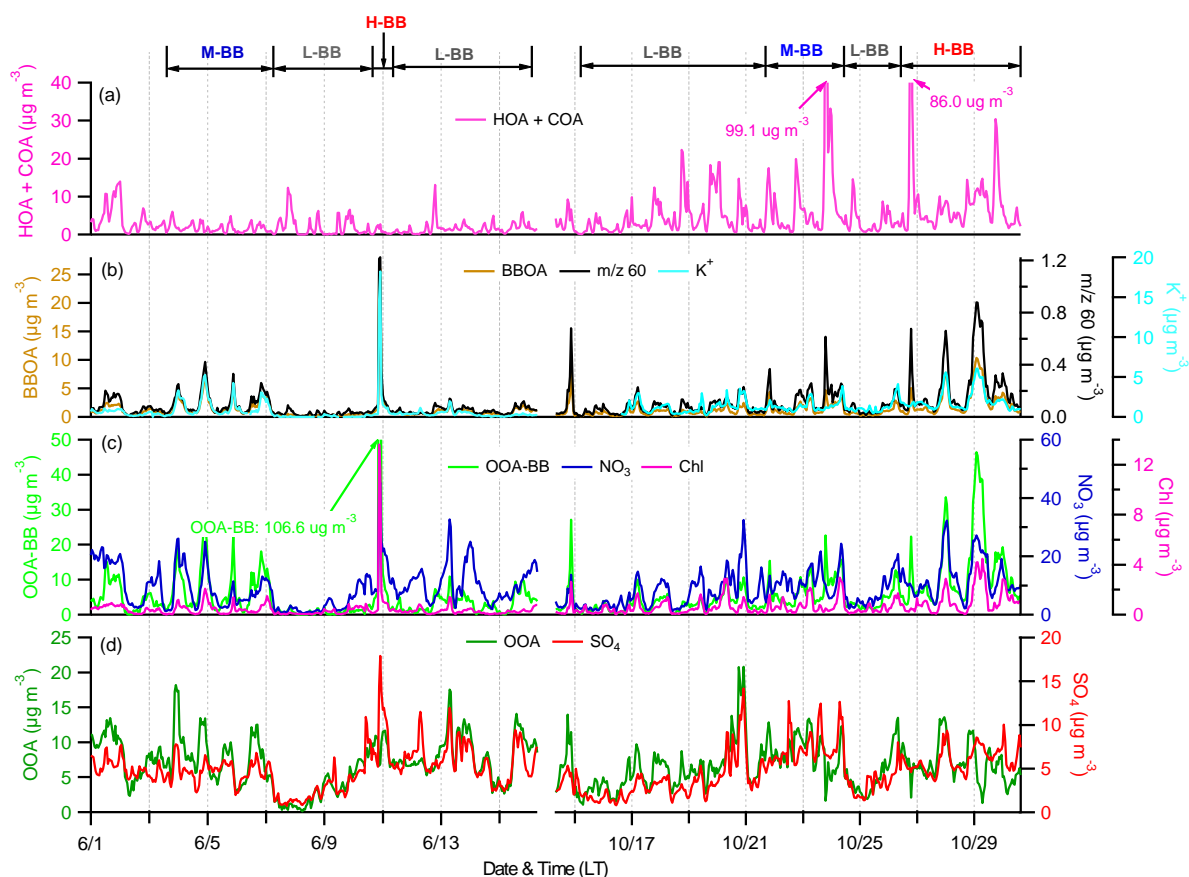 H-BB
M-BB L-BB L-BB L-BB M-BB L-BB H-BB
(a)
HOA + COA (µg m⁻³)
40
30
20
10
0
HOA + COA
99.1 ug m⁻³
86.0 ug m⁻³
(b)
BBOA (µg m⁻³)
25
20
15
10
5
0
BBOA m/z 60 K⁺
1.2
0.8
0.4
0.0
m/z 60 (µg m⁻³)
20
15
10
5
0
K⁺ (µg m⁻³)
(c)
OOA-BB (µg m⁻³)
50
40
30
20
10
0
OOA-BB NO₃ Chl
OOA-BB: 106.6 ug m⁻³
60
40
20
0
NO₃ (µg m⁻³)
12
8
4
0
Chl (µg m⁻³)
(d)
OOA (µg m⁻³)
25
20
15
10
5
0
OOA SO₄
20
15
10
5
0
SO₄ (µg m⁻³)
6/1 6/5 6/9 6/13 10/17 10/21 10/25 10/29
Date & Time (LT)